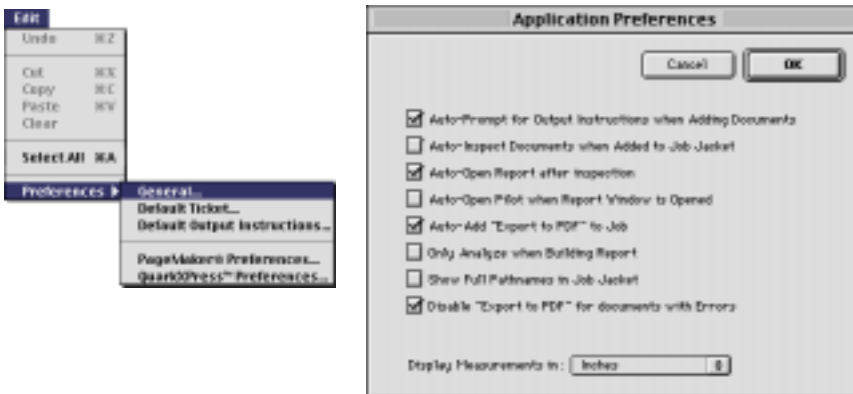 Edit
Undo ⌘Z
Cut ⌘X
Copy ⌘C
Paste ⌘V
Clear
Select All ⌘A
Preferences
General...
Default Ticket...
Default Output Instructions...
PageMaker® Preferences...
QuarkXPress™ Preferences...
Application Preferences
Cancel OK
Auto-Prompt for Output Instructions when Adding Documents
Auto-Inspect Documents when Added to Job Jacket
Auto-Open Report after inspection
Auto-Open Pilot when Report Window is Opened
Auto-Add "Export to PDF" to Job
Only Analyze when Building Report
Show Full Pathnames in Job Jacket
Disable "Export to PDF" for documents with Errors
Display Measurements in: Inches